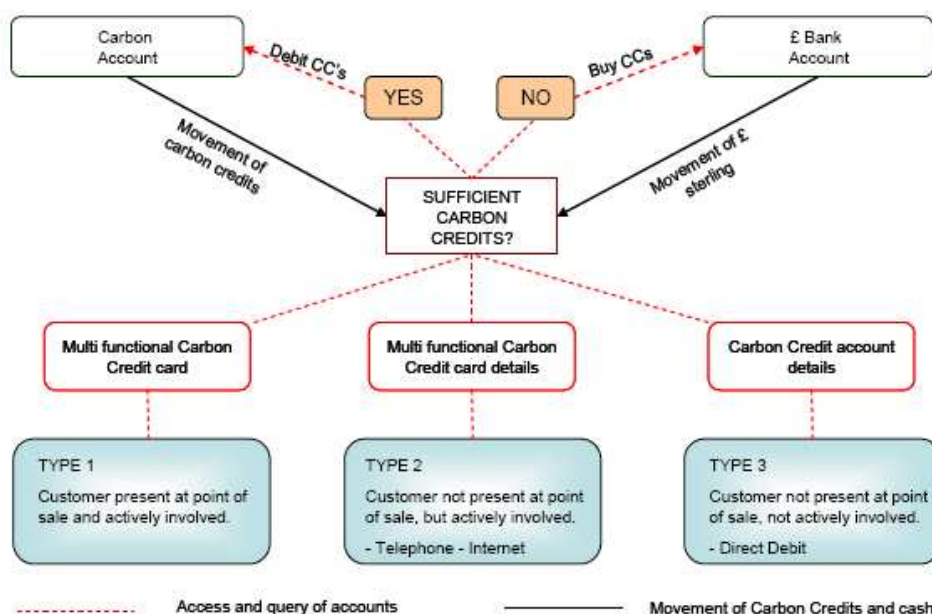 Carbon
Account
£ Bank
Account
Debit CC's
Buy CCs
YES
NO
Movement of
carbon credits
Movement of £
sterling
SUFFICIENT
CARBON
CREDITS?
Multi functional Carbon
Credit card
Multi functional Carbon
Credit card details
Carbon Credit account
details
TYPE 1
Customer present at point of
sale and actively involved.
TYPE 2
Customer not present at point
of sale, but actively involved.
- Telephone - Internet
TYPE 3
Customer not present at point
of sale, not actively involved.
- Direct Debit
Access and query of accounts
Movement of Carbon Credits and cash